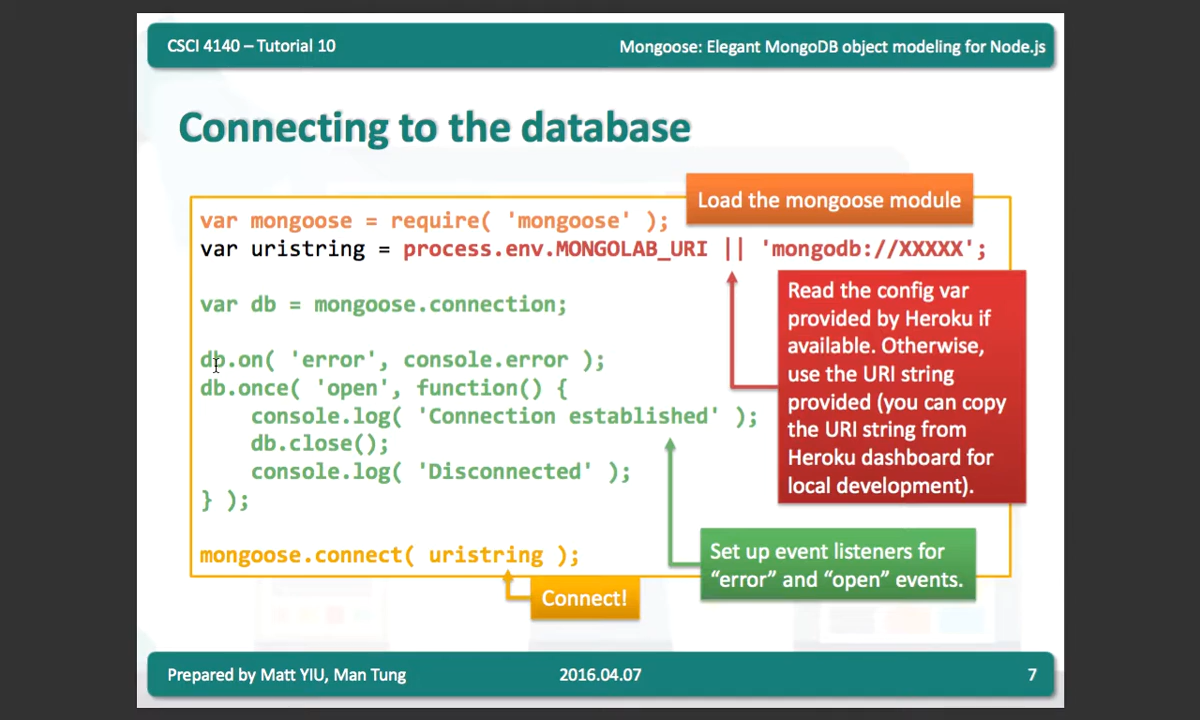 CSCI 4140 – Tutorial 10
Mongoose: Elegant MongoDB object modeling for Node.js
Connecting to the database
Load the mongoose module
var mongoose = require( 'mongoose' );
var uristring = process.env.MONGOLAB_URI || 'mongodb://XXXXX';
var db = mongoose.connection;
db.on( 'error', console.error );
db.once( 'open', function() {
console.log( 'Connection established' );
db.close();
console.log( 'Disconnected' );
} );
mongoose.connect( uristring );
Read the config var
provided by Heroku if
available. Otherwise,
use the URI string
provided (you can copy
the URI string from
Heroku dashboard for
local development).
Set up event listeners for
“error” and “open” events.
Connect!
Prepared by Matt YIU, Man Tung
2016.04.07
7